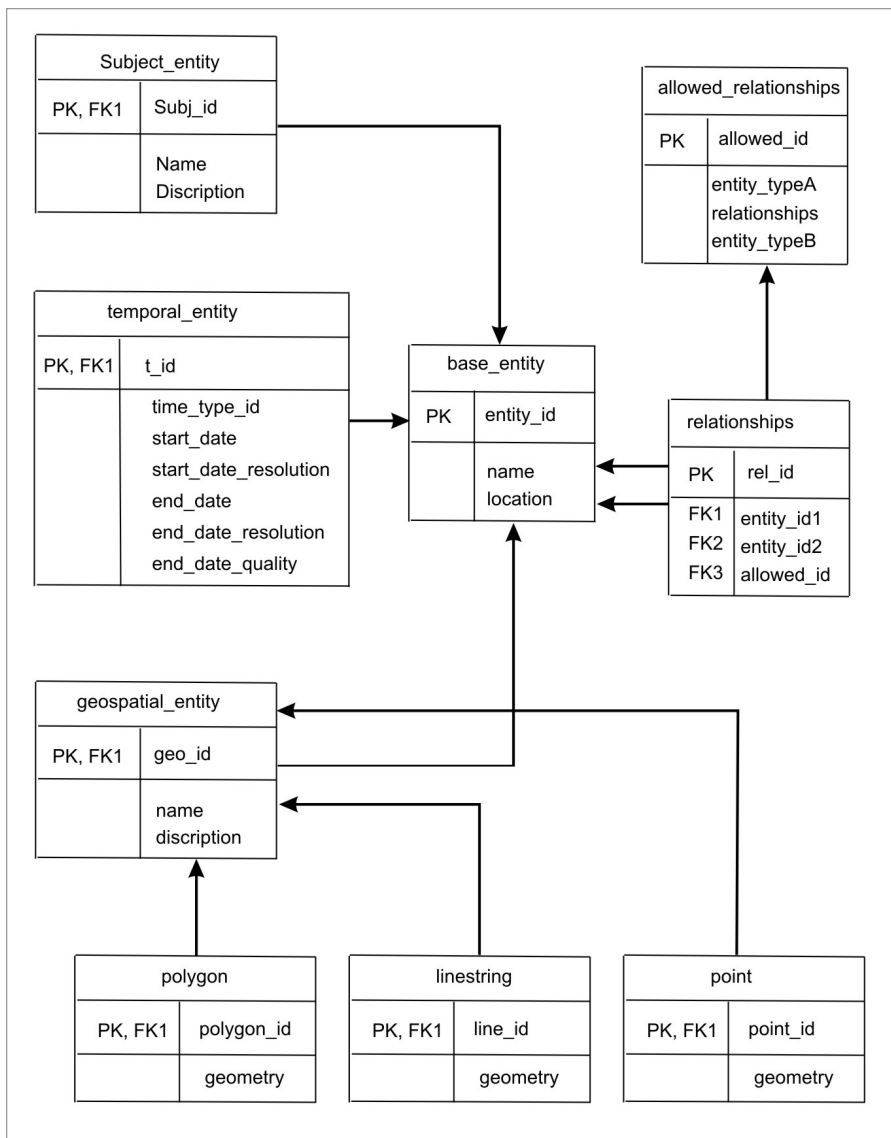 Subject_entity
PK, FK1 Subj_id
Name
Discription
allowed_relationships
PK allowed_id
entity_typeA
relationships
entity_typeB
temporal_entity
PK, FK1 t_id
time_type_id
start_date
start_date_resolution
end_date
end_date_resolution
end_date_quality
base_entity
PK entity_id
name
location
relationships
PK rel_id
FK1 entity_id1
FK2 entity_id2
FK3 allowed_id
geospatial_entity
PK, FK1 geo_id
name
discription
polygon
PK, FK1 polygon_id
geometry
linestring
PK, FK1 line_id
geometry
point
PK, FK1 point_id
geometry